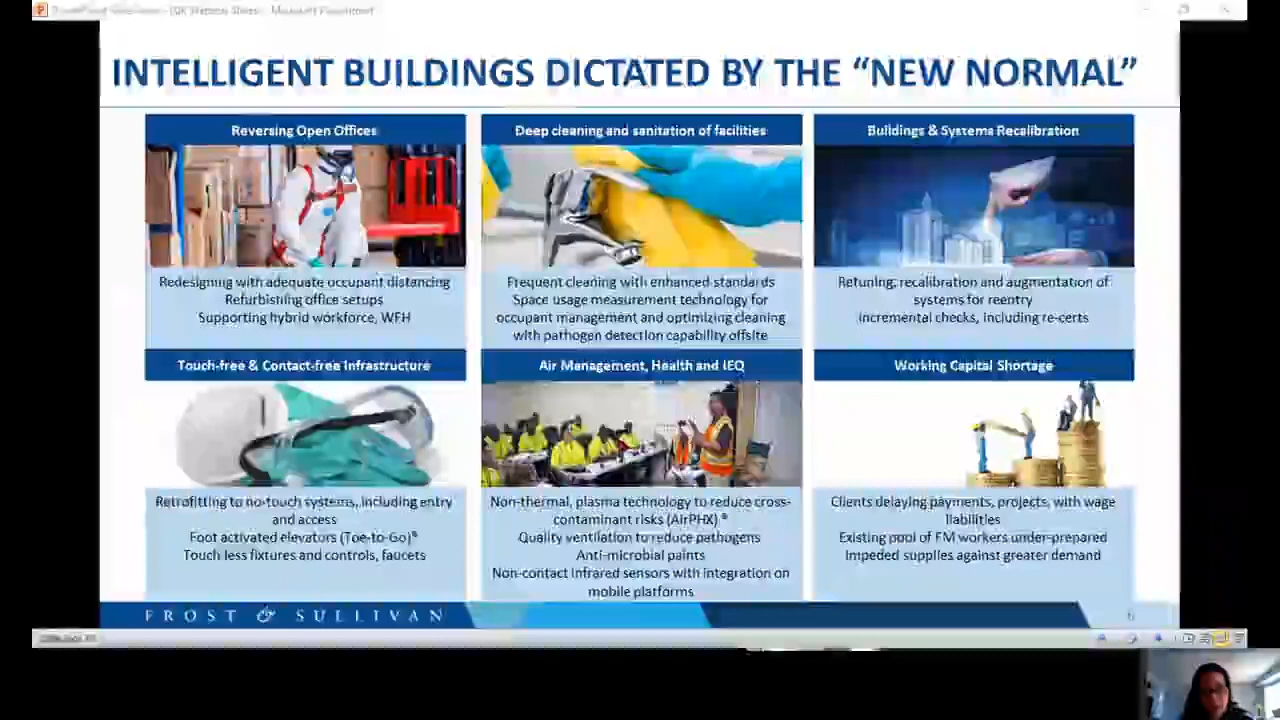 INTELLIGENT BUILDINGS DICTATED BY THE “NEW NORMAL”
Reversing Open Offices
Redesigning with adequate occupant distancing
Refurbishing office setups
Supporting hybrid workforce, WFH
Deep cleaning and sanitation of facilities
Frequent cleaning with enhanced standards
Space usage measurement technology for
occupant management and optimizing cleaning
with pathogen detection capability offsite
Buildings & Systems Recalibration
Retuning, recalibration and augmentation of
systems for reentry
Incremental checks, including re-certs
Touch-free & Contact-free Infrastructure
Retrofitting to no-touch systems, including entry
and access
Foot activated elevators (Toe-to-Go)®
Touch less fixtures and controls, faucets
Air Management, Health and IEQ
Non-thermal, plasma technology to reduce cross-
contaminant risks (AirPHX) ®
Quality ventilation to reduce pathogens
Anti-microbial paints
Non-contact Infrared sensors with integration on
mobile platforms
Working Capital Shortage
Clients delaying payments, projects, with wage
liabilities
Existing pool of FM workers under-prepared
Impeded supplies against greater demand
FROST & SULLIVAN